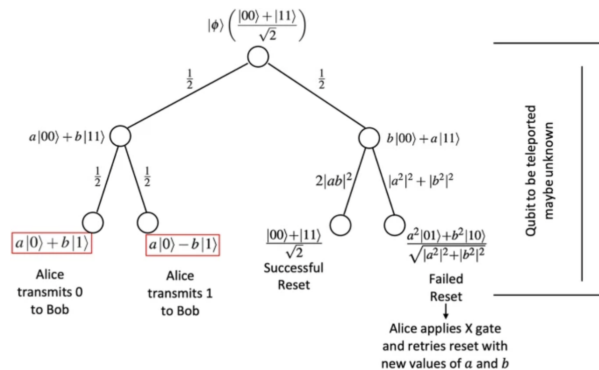 |ϕ⟩ (|00⟩+|11⟩ / √2)
1/2
1/2
a|00⟩+b|11⟩
b|00⟩+a|11⟩
1/2
1/2
2|ab|²
|a²|²+|b²|²
a|0⟩+b|1⟩
a|0⟩−b|1⟩
|00⟩+|11⟩ / √2
a²|01⟩+b²|10⟩ / √|a²|²+|b²|²
Alice
transmits 0
to Bob
Alice
transmits 1
to Bob
Successful
Reset
Failed
Reset
Alice applies X gate
and retries reset with
new values of a and b
Qubit to be teleported
maybe unknown